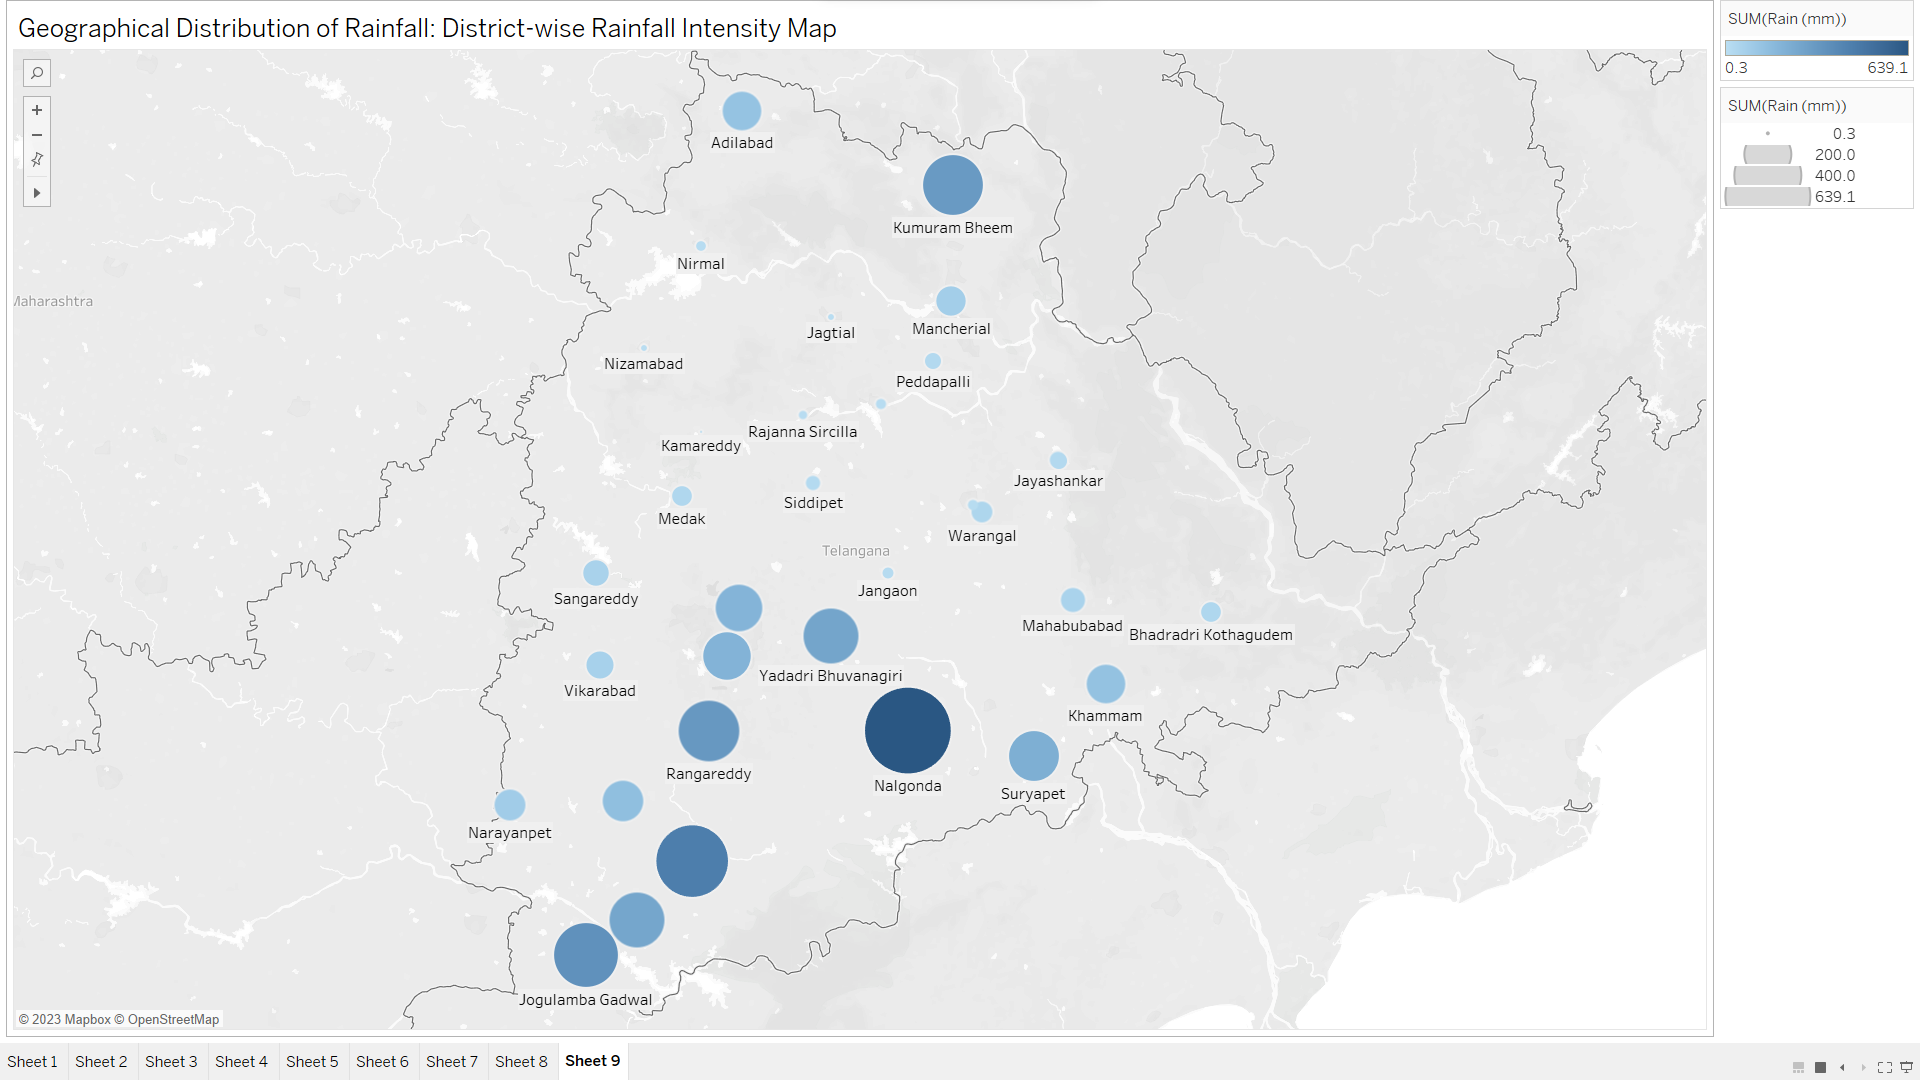 Geographical Distribution of Rainfall: District-wise Rainfall Intensity Map
SUM(Rain (mm))
0.3 639.1
SUM(Rain (mm))
0.3
200.0
400.0
639.1
Adilabad
Kumuram Bheem
Nirmal
Maharashtra
Jagtial
Mancherial
Nizamabad
Peddapalli
Rajanna Sircilla
Kamareddy
Jayashankar
Siddipet
Medak
Warangal
Telangana
Jangaon
Sangareddy
Mahabubabad
Bhadradri Kothagudem
Yadadri Bhuvanagiri
Vikarabad
Khammam
Rangareddy
Nalgonda
Suryapet
Narayanpet
Jogulamba Gadwal
© 2023 Mapbox © OpenStreetMap
Sheet 1 Sheet 2 Sheet 3 Sheet 4 Sheet 5 Sheet 6 Sheet 7 Sheet 8 Sheet 9